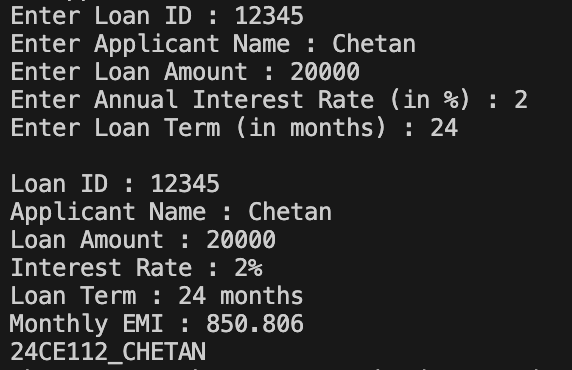 Enter Loan ID : 12345
Enter Applicant Name : Chetan
Enter Loan Amount : 20000
Enter Annual Interest Rate (in %) : 2
Enter Loan Term (in months) : 24
Loan ID : 12345
Applicant Name : Chetan
Loan Amount : 20000
Interest Rate : 2%
Loan Term : 24 months
Monthly EMI : 850.806
24CE112_CHETAN